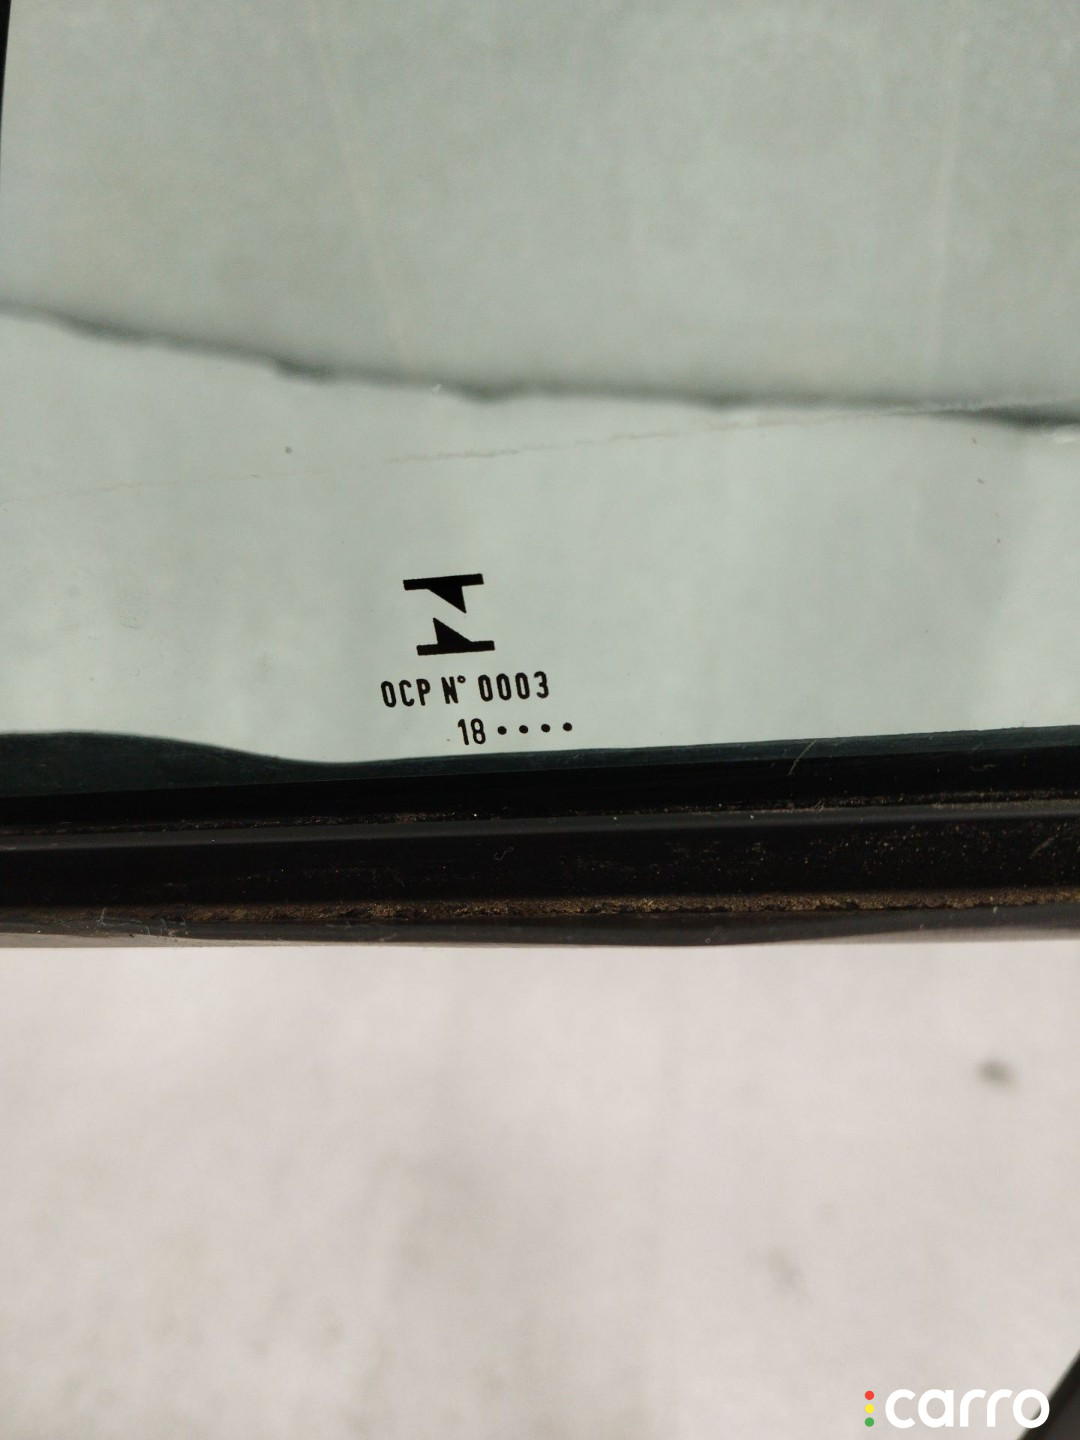 OCP N° 0003
18 • • • •
carro